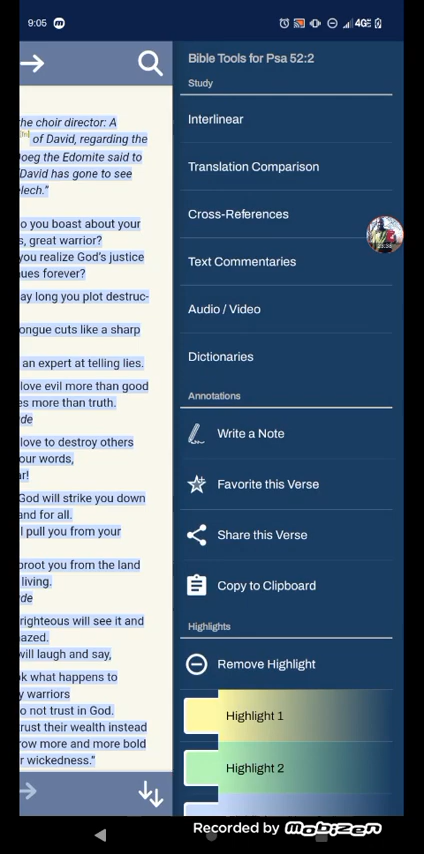 9:05
4GE
Bible Tools for Psa 52:2
Study
Interlinear
Translation Comparison
Cross-References
Text Commentaries
Audio / Video
Dictionaries
Annotations
Write a Note
Favorite this Verse
Share this Verse
Copy to Clipboard
Highlights
Remove Highlight
Highlight 1
Highlight 2
the choir director: A
of David, regarding the
Doeg the Edomite said to
David has gone to see
elech.”
o you boast about your
s, great warrior?
you realize God’s justice
ues forever?
ay long you plot destruc-
ongue cuts like a sharp
an expert at telling lies.
love evil more than good
es more than truth.
de
love to destroy others
our words,
ar!
God will strike you down
and for all.
l pull you from your
proot you from the land
living.
de
righteous will see it and
azed.
will laugh and say,
ok what happens to
y warriors
o not trust in God.
rust their wealth instead
row more and more bold
r wickedness.”
Recorded by Mobizen